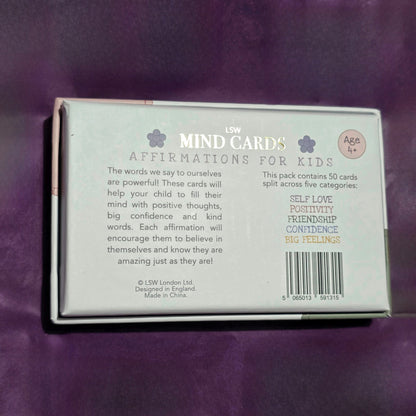 LSW
MIND CARDS
AFFIRMATIONS FOR KIDS
Age
4+
The words we say to ourselves
are powerful! These cards will
help your child to fill their
mind with positive thoughts,
big confidence and kind
words. Each affirmation will
encourage them to believe in
themselves and know they are
amazing just as they are!
© LSW London Ltd.
Designed in England.
Made in China.
This pack contains 50 cards
split across five categories:
SELF LOVE
POSITIVITY
FRIENDSHIP
CONFIDENCE
BIG FEELINGS
5 065013 591315